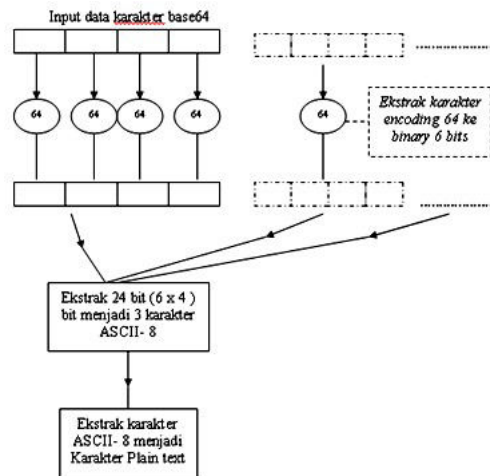 Input data karakter base64
64 64 64 64 64
Ekstrak karakter
encoding 64 ke
binary 6 bits
Ekstrak 24 bit (6 x 4 )
bit menjadi 3 karakter
ASCII- 8
Ekstrak karakter
ASCII- 8 menjadi
Karakter Plain text